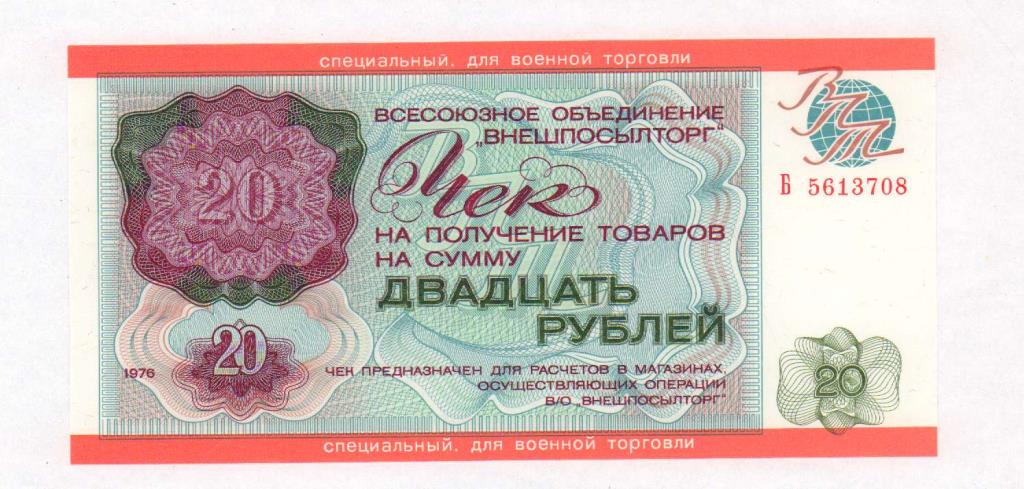 специальный. для военной торговли
ВСЕСОЮЗНОЕ ОБЪЕДИНЕНИЕ
„ВНЕШПОСЫЛТОРГ"
ВПТ
Б 5613708
20
Чек
НА ПОЛУЧЕНИЕ ТОВАРОВ
НА СУММУ
ДВАДЦАТЬ
РУБЛЕЙ
20
1976
ЧЕК ПРЕДНАЗНАЧЕН ДЛЯ РАСЧЕТОВ В МАГАЗИНАХ,
ОСУЩЕСТВЛЯЮЩИХ ОПЕРАЦИИ
В/О „ВНЕШПОСЫЛТОРГ"
20
специальный. для военной торговли